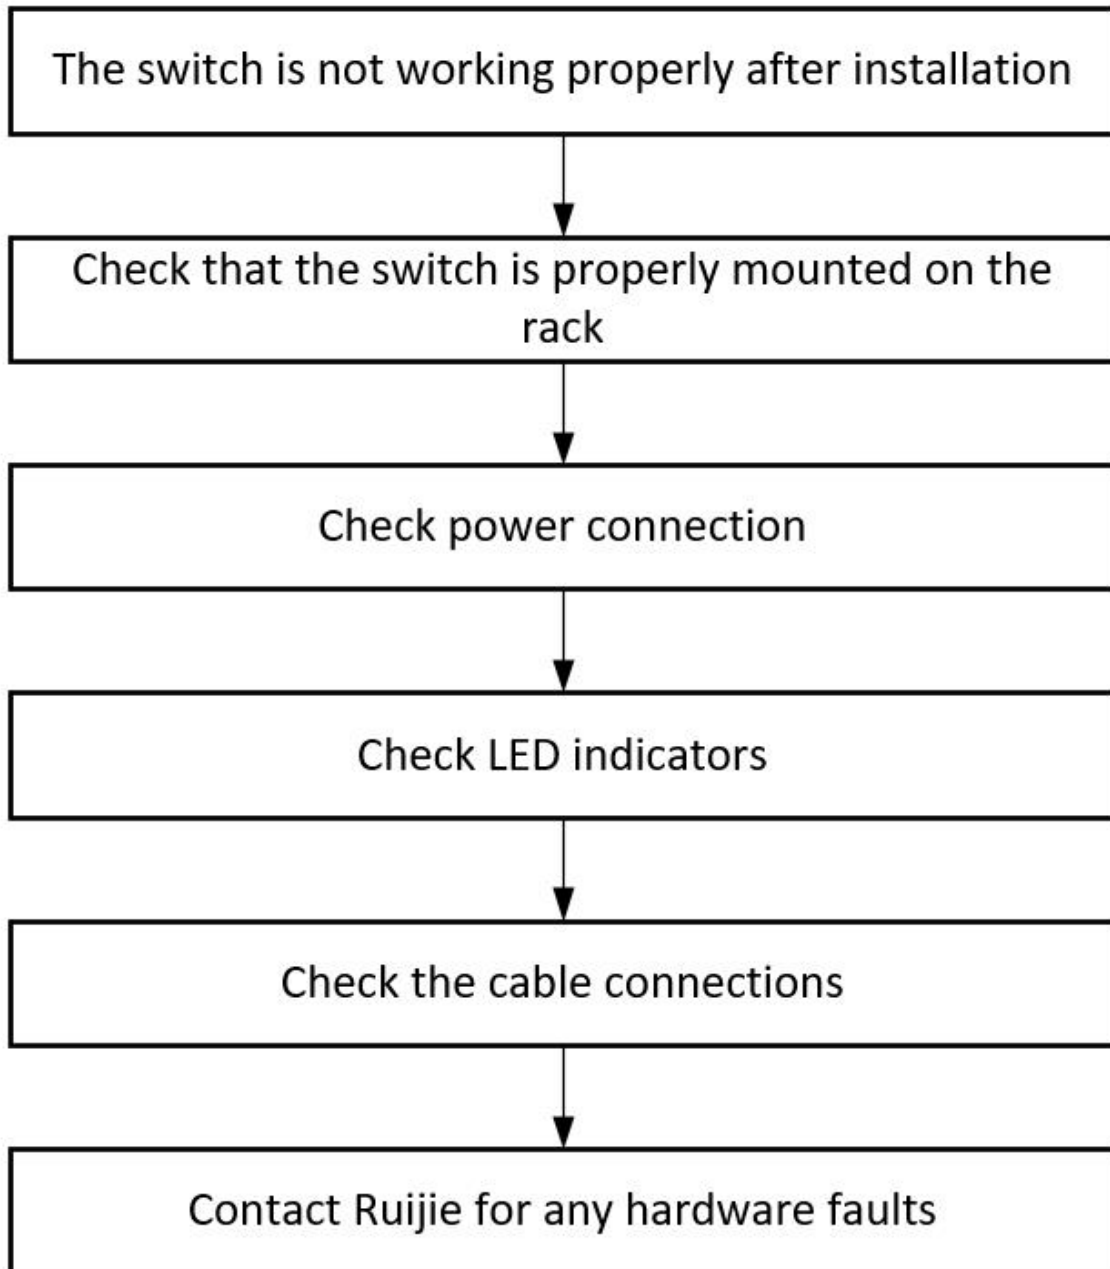 The switch is not working properly after installation
Check that the switch is properly mounted on the
rack
Check power connection
Check LED indicators
Check the cable connections
Contact Ruijie for any hardware faults